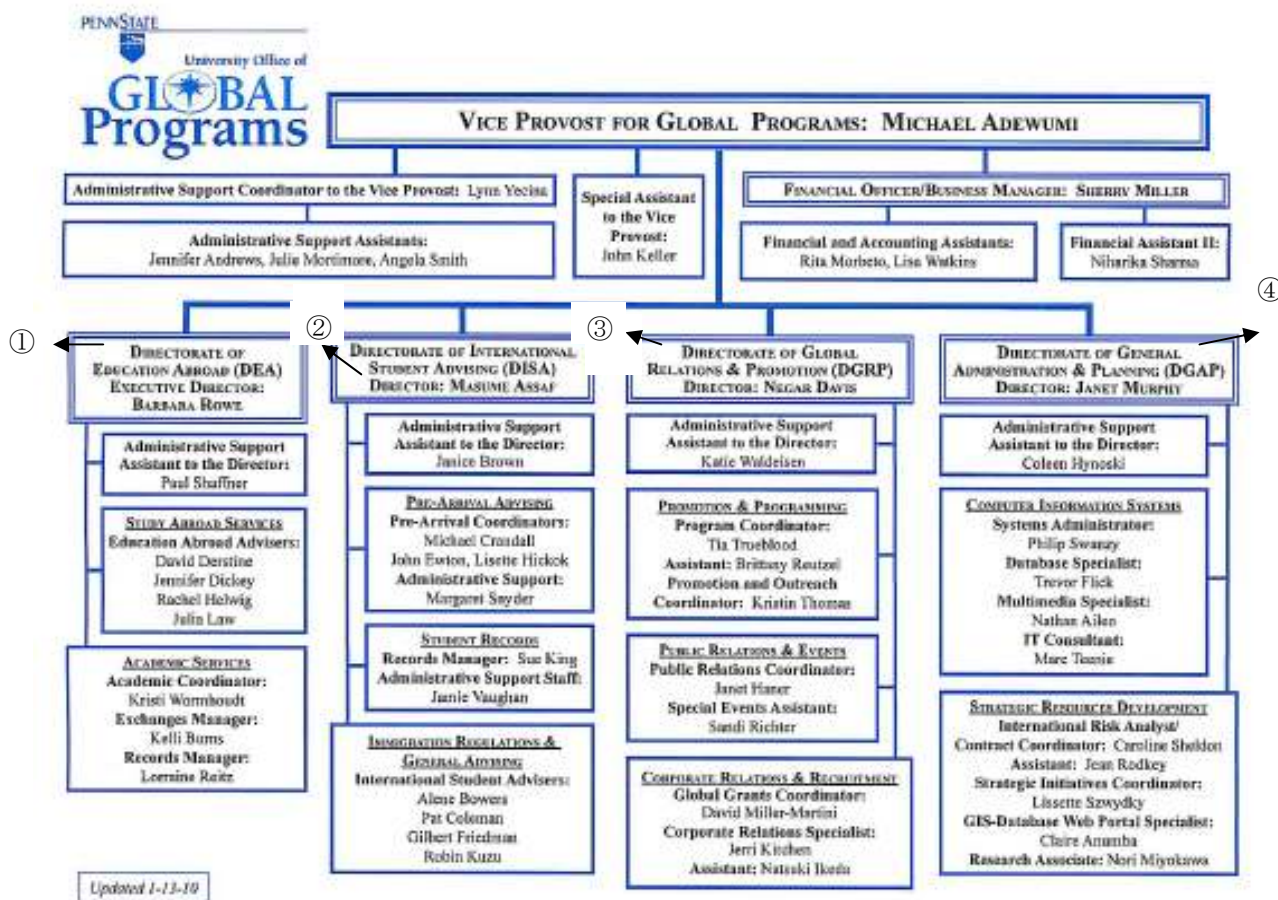 PENNSTATE
University Office of
GLOBAL
Programs
VICE PROVOST FOR GLOBAL PROGRAMS: MICHAEL ADEWUMI
Administrative Support Coordinator to the Vice Provost: Lynn Yecina
Administrative Support Assistants:
Jennifer Andrews, Julie Mortimore, Angela Smith
Special Assistant
to the Vice
Provost:
John Keller
FINANCIAL OFFICER/BUSINESS MANAGER: SHERRY MILLER
Financial and Accounting Assistants:
Rita Morbeto, Lisa Watkins
Financial Assistant II:
Niharika Sharma
①
DIRECTORATE OF
EDUCATION ABROAD (DEA)
EXECUTIVE DIRECTOR:
BARBARA ROWE
Administrative Support
Assistant to the Director:
Paul Shaffner
STUDY ABROAD SERVICES
Education Abroad Advisers:
David Derstine
Jennifer Dickey
Rachel Helwig
Julia Law
ACADEMIC SERVICES
Academic Coordinator:
Kristi Wormhoudt
Exchanges Manager:
Kelli Burns
Records Manager:
Lorraine Reitz
②
DIRECTORATE OF INTERNATIONAL
STUDENT ADVISING (DISA)
DIRECTOR: MASUME ASSAF
Administrative Support
Assistant to the Director:
Janice Brown
PRE-ARRIVAL ADVISING
Pre-Arrival Coordinators:
Michael Crandall
John Ewton, Lisette Hickok
Administrative Support:
Margaret Snyder
STUDENT RECORDS
Records Manager: Sue King
Administrative Support Staff:
Jamie Vaughan
IMMIGRATION REGULATIONS &
GENERAL ADVISING
International Student Advisers:
Alene Bowers
Pat Coleman
Gilbert Friedman
Robin Kuzu
③
DIRECTORATE OF GLOBAL
RELATIONS & PROMOTION (DGRP)
DIRECTOR: NEGAR DAVIS
Administrative Support
Assistant to the Director:
Katie Waldeisen
PROMOTION & PROGRAMMING
Program Coordinator:
Tia Trueblood
Assistant: Brittany Reutzel
Promotion and Outreach
Coordinator: Kristin Thomas
PUBLIC RELATIONS & EVENTS
Public Relations Coordinator:
Janet Haner
Special Events Assistant:
Sandi Richter
CORPORATE RELATIONS & RECRUITMENT
Global Grants Coordinator:
David Miller-Martini
Corporate Relations Specialist:
Jerri Kitchen
Assistant: Natsuki Ikeda
④
DIRECTORATE OF GENERAL
ADMINISTRATION & PLANNING (DGAP)
DIRECTOR: JANET MURPHY
Administrative Support
Assistant to the Director:
Coleen Hynoski
COMPUTER INFORMATION SYSTEMS
Systems Administrator:
Philip Swanzy
Database Specialist:
Trevor Flick
Multimedia Specialist:
Nathan
IT Consultant:
Marc
STRATEGIC RESOURCES DEVELOPMENT
International Risk Analyst/
Contract Coordinator: Caroline Sheldon
Assistant: Jean Rodkey
Strategic Initiatives Coordinator:
Lissette Szwydky
GIS-Database Web Portal Specialist:
Claire Anumba
Research Associate: Nori Miyokawa
Updated 1-13-10